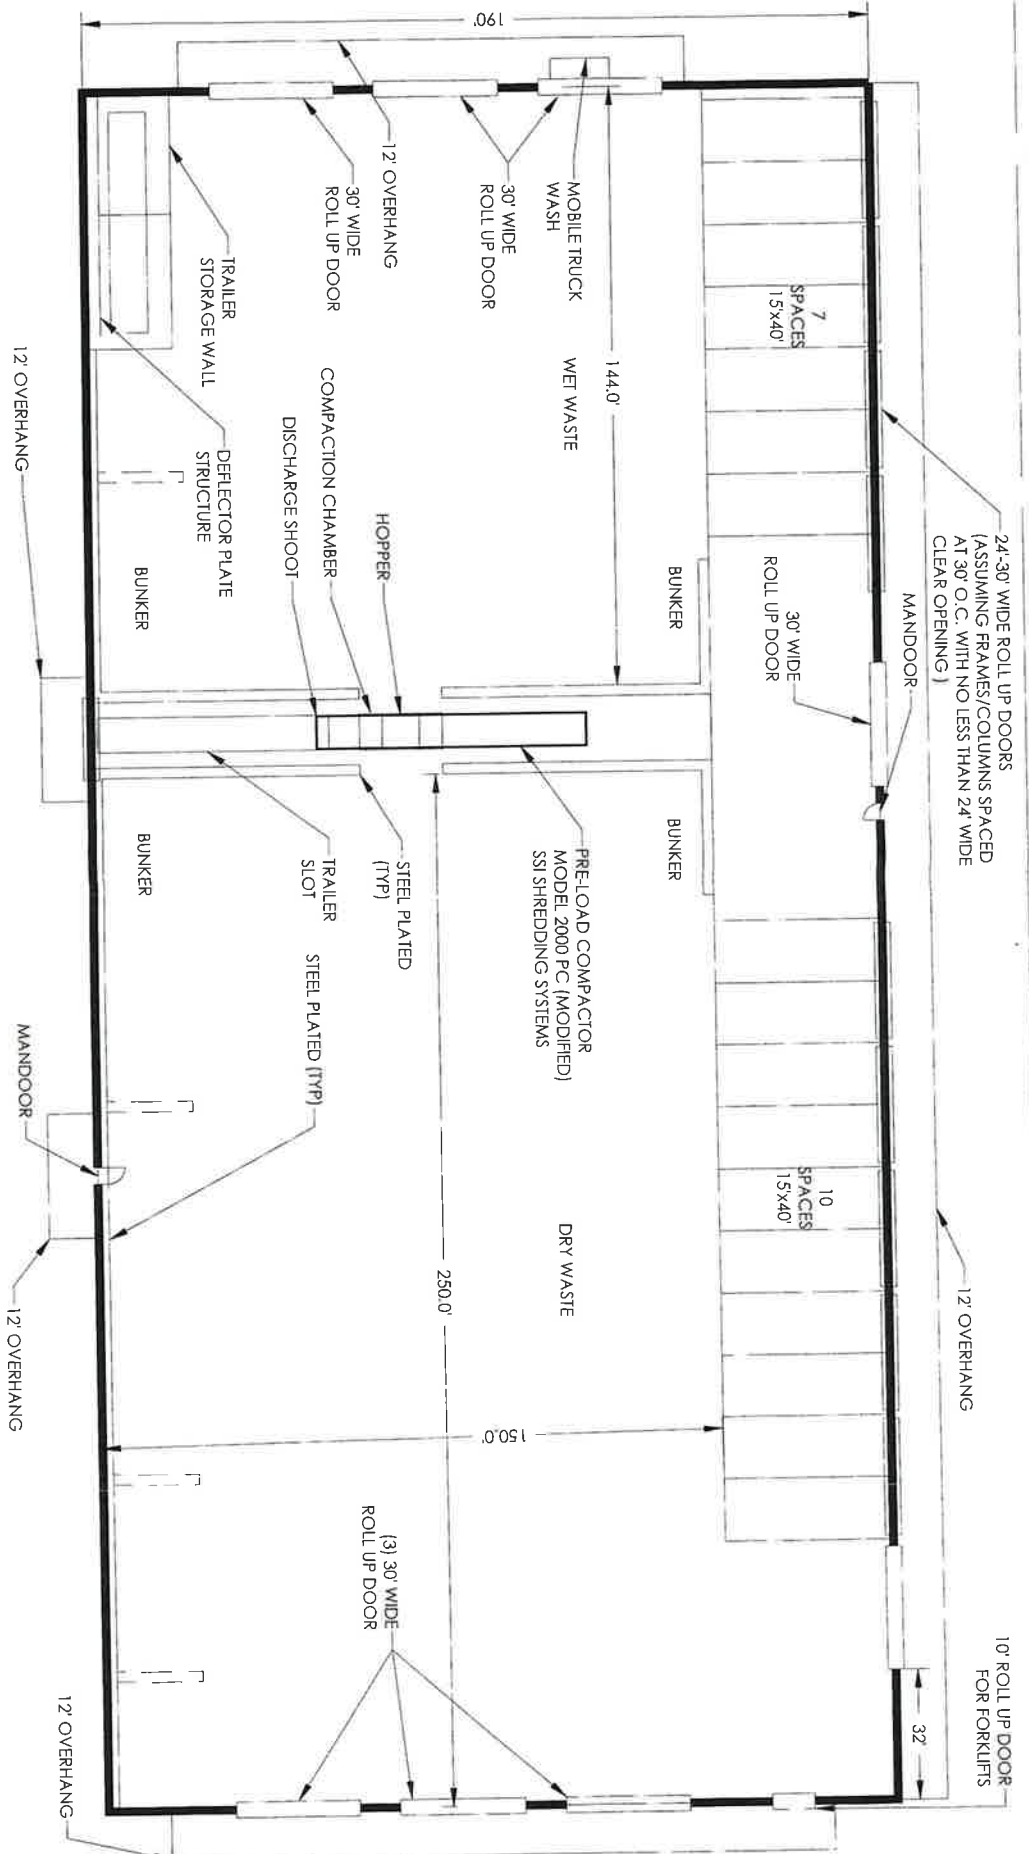 190'
12' OVERHANG
30' WIDE
ROLL UP DOOR
30' WIDE
ROLL UP DOOR
MOBILE TRUCK
WASH
TRAILER
STORAGE WALL
DEFLECTOR PLATE
STRUCTURE
12' OVERHANG
7
SPACES
15'x40'
144.0'
WET WASTE
24'-30' WIDE ROLL UP DOORS
(ASSUMING FRAMES/COLUMNS SPACED
AT 30' O.C. WITH NO LESS THAN 24' WIDE
CLEAR OPENING )
MANDOOR
30' WIDE
ROLL UP DOOR
BUNKER
BUNKER
HOPPER
COMPACTION CHAMBER
DISCHARGE SHOOT
BUNKER
BUNKER
PRE-LOAD COMPACTOR
MODEL 2000 PC (MODIFIED)
SSI SHREDDING SYSTEMS
STEEL PLATED
(TYP)
TRAILER
SLOT
STEEL PLATED (TYP)
MANDOOR
12' OVERHANG
10
SPACES
15'x40'
DRY WASTE
250.0'
150.0'
12' OVERHANG
(3) 30' WIDE
ROLL UP DOOR
32'
10' ROLL UP DOOR
FOR FORKLIFTS
12' OVERHANG